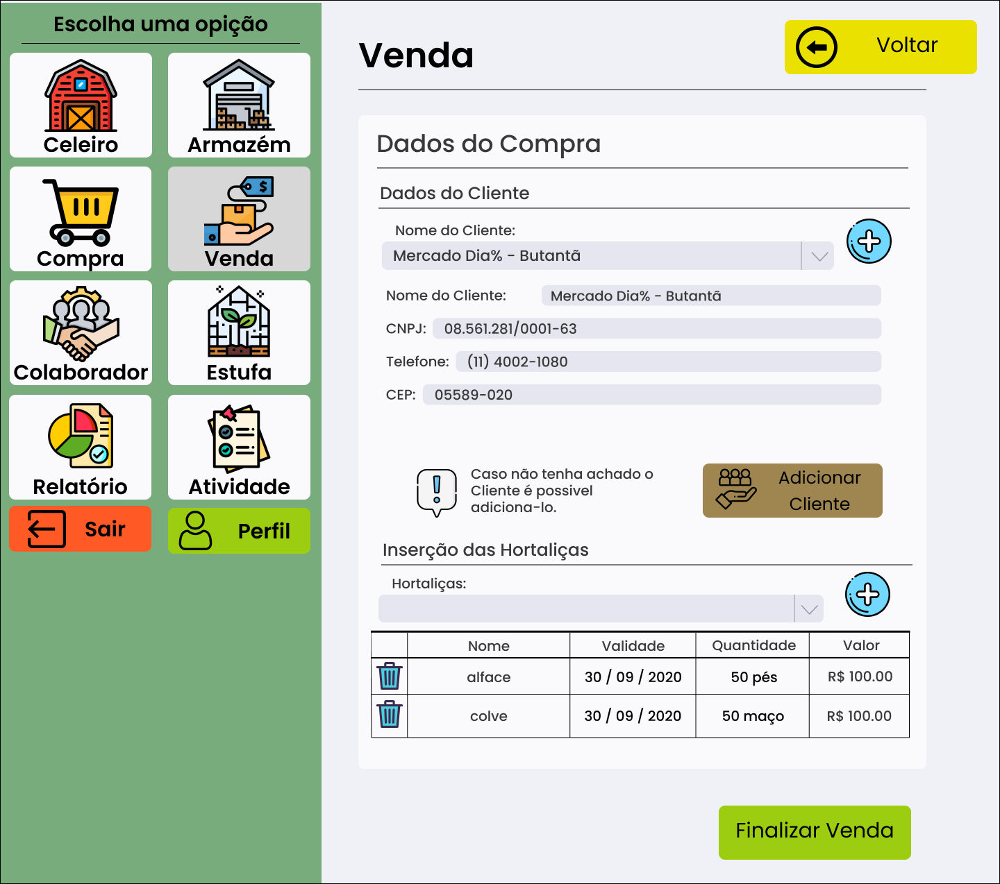 Escolha uma opição
Celeiro
Armazém
Compra
Venda
Colaborador
Estufa
Relatório
Atividade
Sair
Perfil
Venda
Voltar
Dados do Compra
Dados do Cliente
Nome do Cliente:
Mercado Dia% - Butantã
Nome do Cliente: Mercado Dia% - Butantã
CNPJ: 08.561.281/0001-63
Telefone: (11) 4002-1080
CEP: 05589-020
Caso não tenha achado o
Cliente é possivel
adiciona-lo.
Adicionar
Cliente
Inserção das Hortaliças
Hortaliças:
Nome Validade Quantidade Valor
alface 30 / 09 / 2020 50 pés R$ 100.00
colve 30 / 09 / 2020 50 maço R$ 100.00
Finalizar Venda